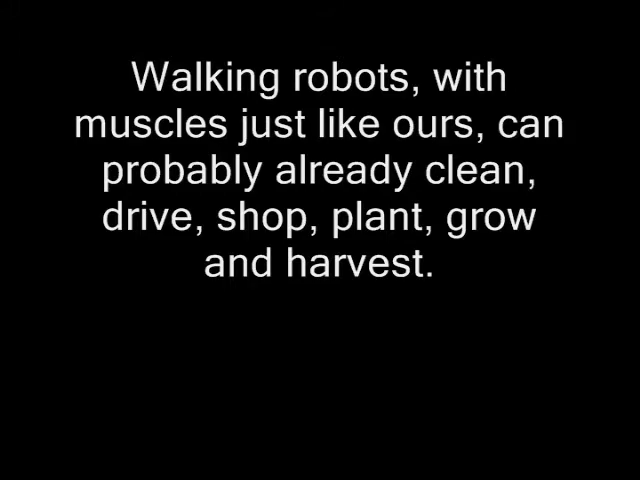 Walking robots, with
muscles just like ours, can
probably already clean,
drive, shop, plant, grow
and harvest.